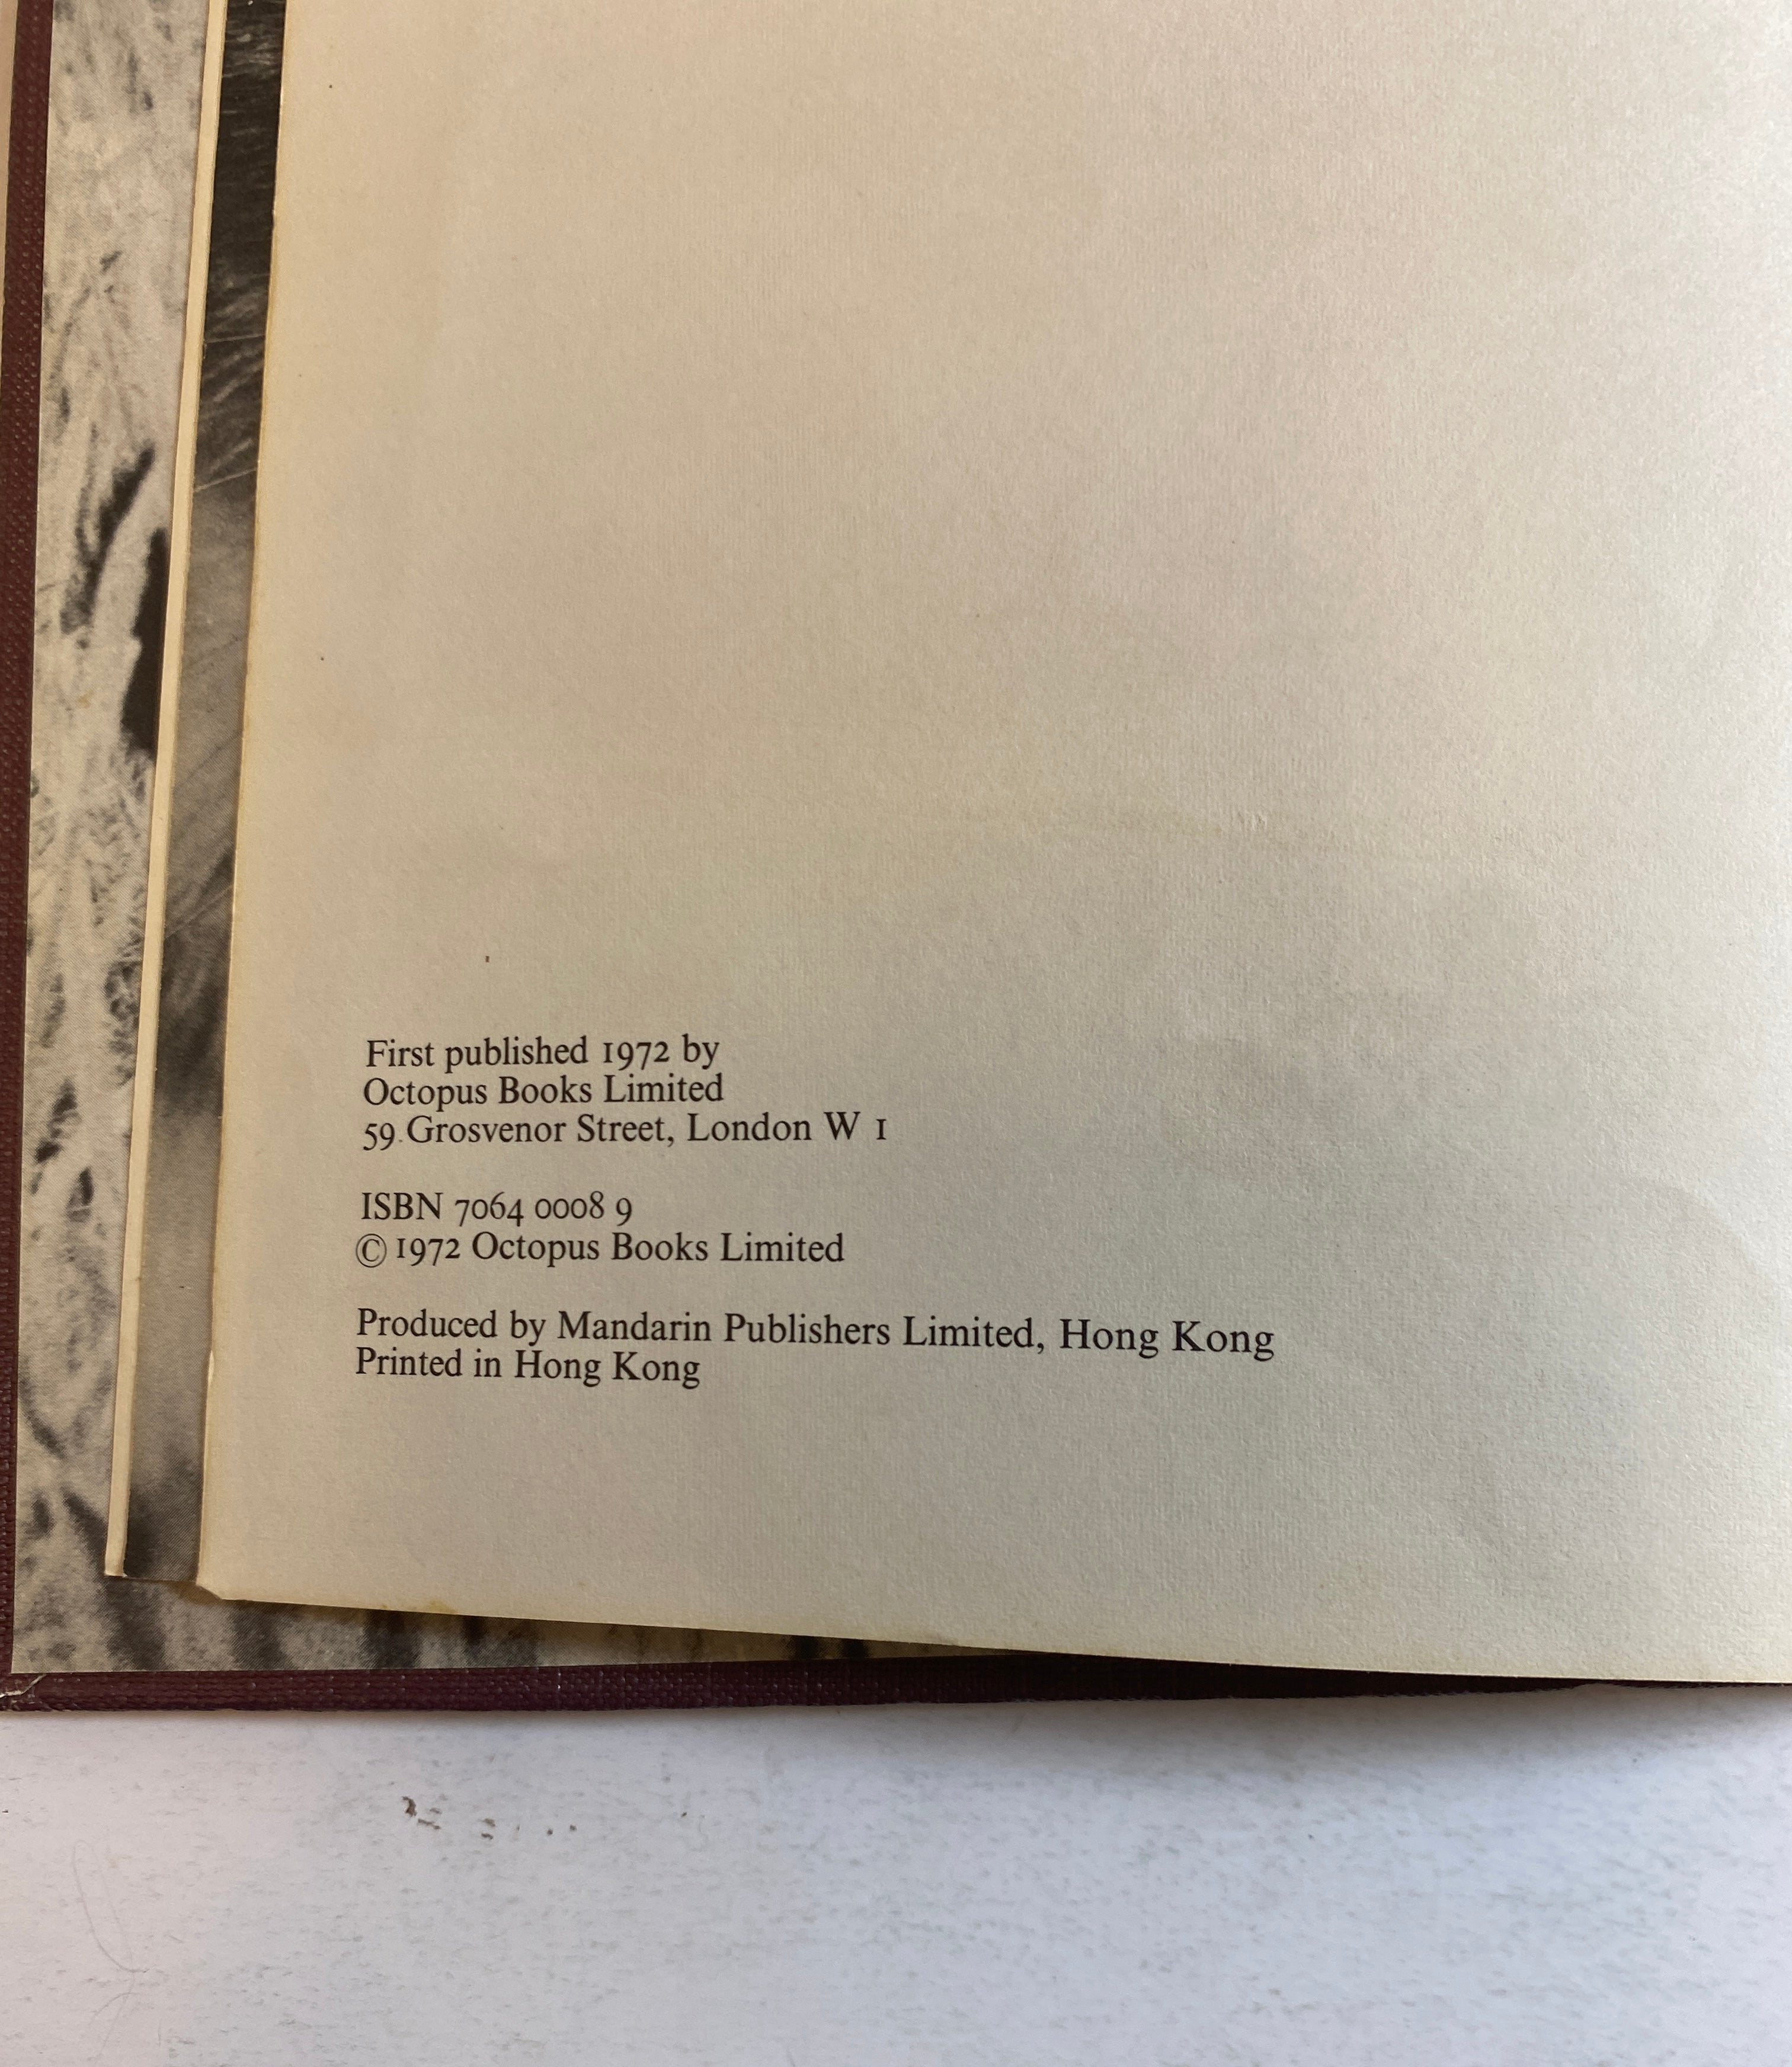 First published 1972 by
Octopus Books Limited
59 Grosvenor Street, London W 1
ISBN 7064 0008 9
© 1972 Octopus Books Limited
Produced by Mandarin Publishers Limited, Hong Kong
Printed in Hong Kong